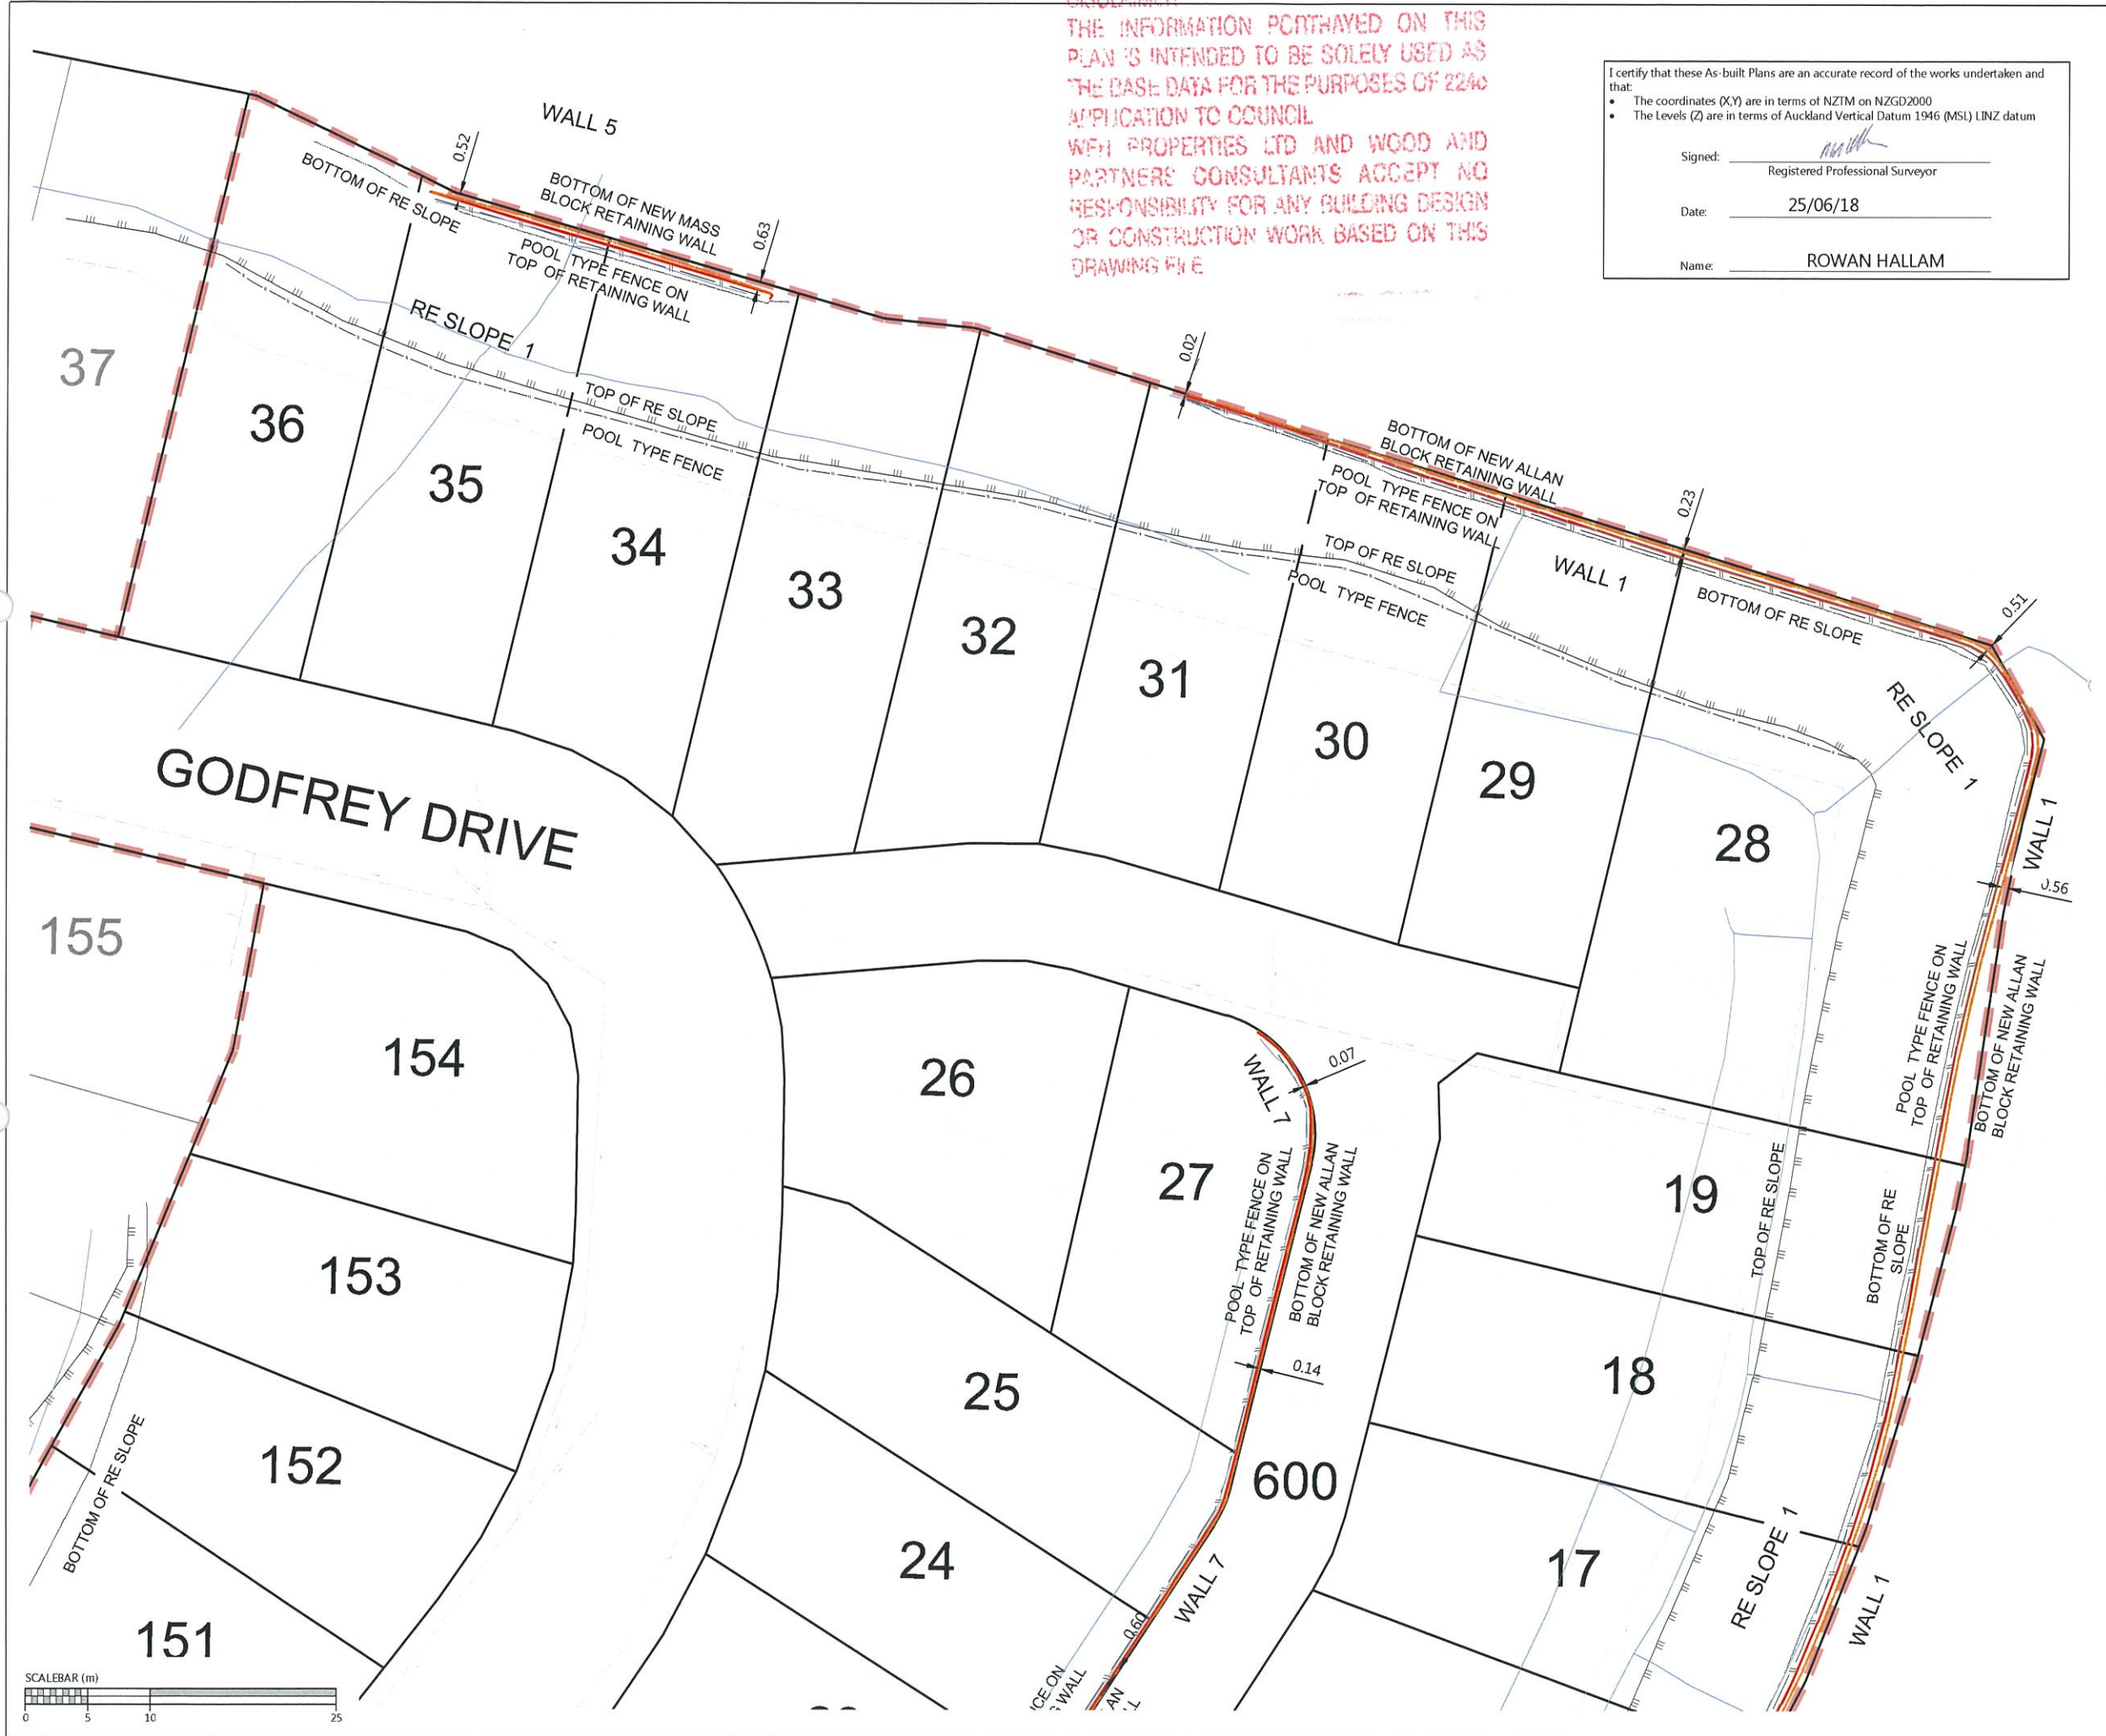 THE INFORMATION PORTRAYED ON THIS
PLAN IS INTENDED TO BE SOLELY USED AS
THE BASE DATA FOR THE PURPOSES OF 224c
APPLICATION TO COUNCIL
WFH PROPERTIES LTD AND WOOD AND
PARTNERS CONSULTANTS ACCEPT NO
RESPONSIBILITY FOR ANY BUILDING DESIGN
OR CONSTRUCTION WORK BASED ON THIS
DRAWING FILE
I certify that these As-built Plans are an accurate record of the works undertaken and
that:
• The coordinates (X,Y) are in terms of NZTM on NZGD2000
• The Levels (Z) are in terms of Auckland Vertical Datum 1946 (MSL) LINZ datum
Signed:
Registered Professional Surveyor
Date: 25/06/18
Name: ROWAN HALLAM
WALL 5
0.52
BOTTOM OF RE SLOPE
BOTTOM OF NEW MASS
BLOCK RETAINING WALL
0.63
POOL TYPE FENCE ON
TOP OF RETAINING WALL
RE SLOPE 1
TOP OF RE SLOPE
POOL TYPE FENCE
0.02
BOTTOM OF NEW ALLAN
BLOCK RETAINING WALL
POOL TYPE FENCE ON
TOP OF RETAINING WALL
0.23
TOP OF RE SLOPE
POOL TYPE FENCE
WALL 1
BOTTOM OF RE SLOPE
0.51
RE SLOPE 1
WALL 1
0.56
37
36
35
34
33
32
31
30
29
28
GODFREY DRIVE
POOL TYPE FENCE ON
TOP OF RETAINING WALL
BOTTOM OF NEW ALLAN
BLOCK RETAINING WALL
155
154
26
WALL 7
0.07
27
POOL TYPE FENCE ON
TOP OF RETAINING WALL
BOTTOM OF NEW ALLAN
BLOCK RETAINING WALL
19
TOP OF RE SLOPE
BOTTOM OF RE
SLOPE
153
0.14
18
25
152
BOTTOM OF RE SLOPE
600
24
17
WALL 7
0.60
RE SLOPE 1
WALL 1
151
SCALEBAR (m)
0 5 10 25